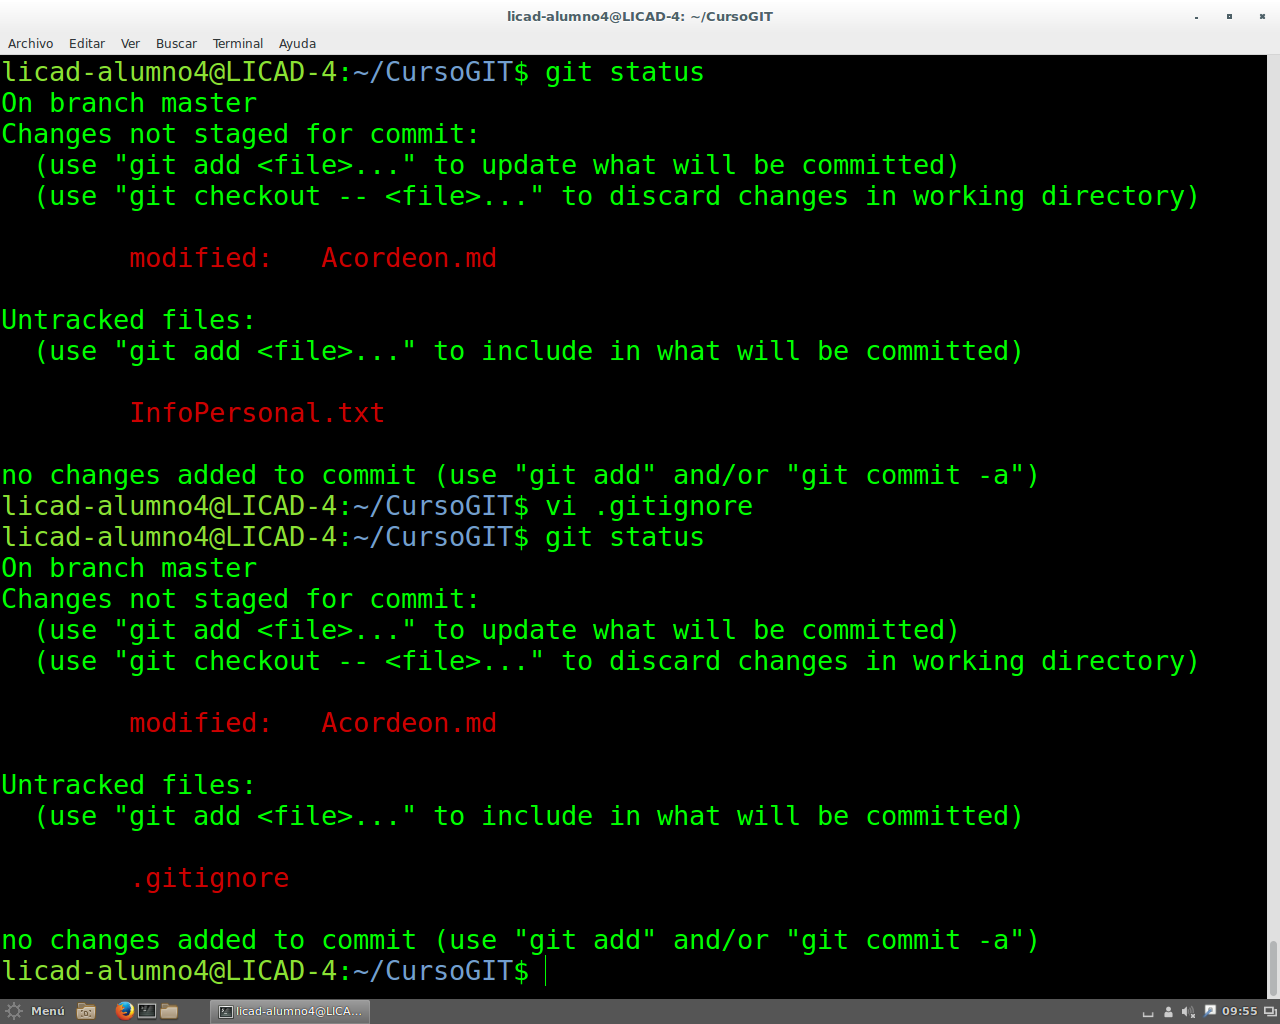 licad-alumno4@LICAD-4: ~/CursoGIT
Archivo Editar Ver Buscar Terminal Ayuda
licad-alumno4@LICAD-4:~/CursoGIT$ git status
On branch master
Changes not staged for commit:
  (use "git add <file>..." to update what will be committed)
  (use "git checkout -- <file>..." to discard changes in working directory)
        modified:   Acordeon.md
Untracked files:
  (use "git add <file>..." to include in what will be committed)
        InfoPersonal.txt
no changes added to commit (use "git add" and/or "git commit -a")
licad-alumno4@LICAD-4:~/CursoGIT$ vi .gitignore
licad-alumno4@LICAD-4:~/CursoGIT$ git status
On branch master
Changes not staged for commit:
  (use "git add <file>..." to update what will be committed)
  (use "git checkout -- <file>..." to discard changes in working directory)
        modified:   Acordeon.md
Untracked files:
  (use "git add <file>..." to include in what will be committed)
        .gitignore
no changes added to commit (use "git add" and/or "git commit -a")
licad-alumno4@LICAD-4:~/CursoGIT$
Menú licad-alumno4@LICA... 09:55